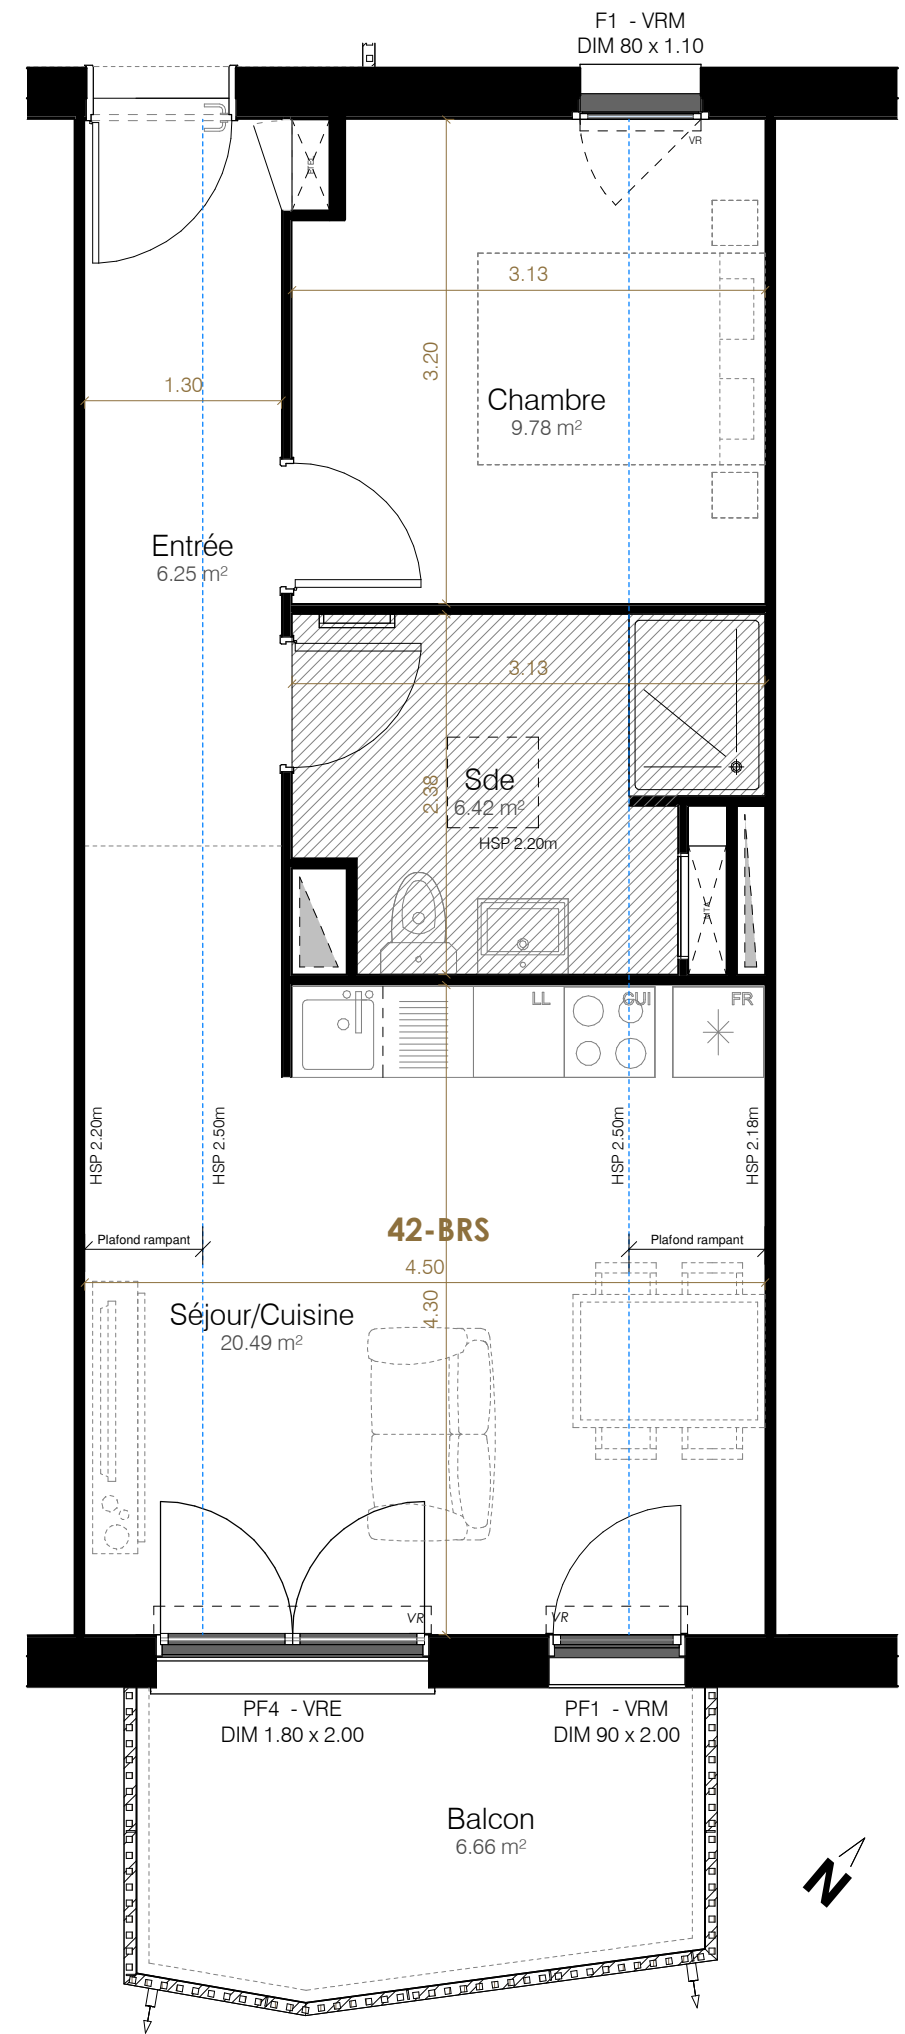 F1 - VRM
DIM 80 x 1.10
VR
3.13
3.20
1.30
Chambre
9.78 m²
Entrée
6.25 m²
3.13
2.38
Sde
6.42 m²
HSP 2.20m
LL
CUI
FR
HSP 2.20m
HSP 2.50m
HSP 2.50m
HSP 2.18m
42-BRS
Plafond rampant
Plafond rampant
4.50
4.30
Séjour/Cuisine
20.49 m²
VR
VR
PF4 - VRE
DIM 1.80 x 2.00
PF1 - VRM
DIM 90 x 2.00
Balcon
6.66 m²
N